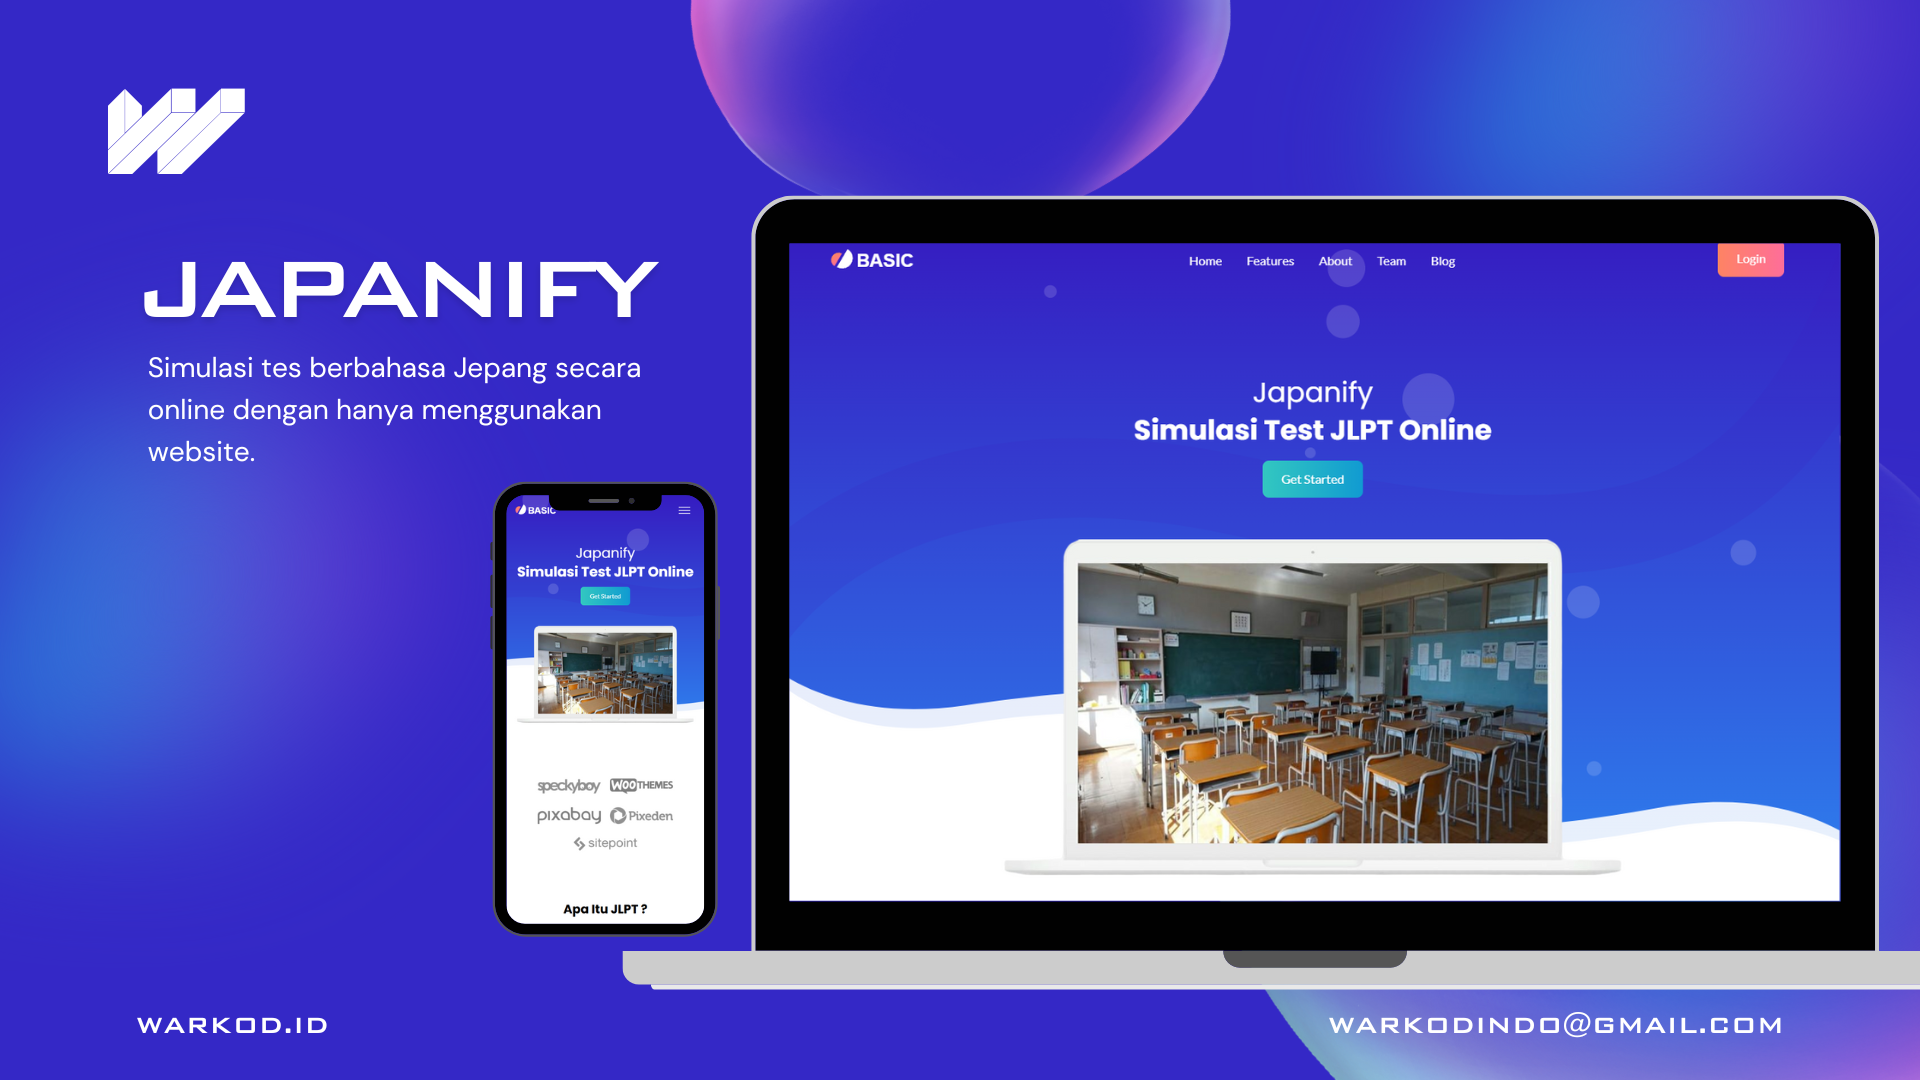 JAPANIFY
Simulasi tes berbahasa Jepang secara
online dengan hanya menggunakan
website.
BASIC
Home Features About Team Blog
Login
Japanify
Simulasi Test JLPT Online
Get Started
BASIC
Japanify
Simulasi Test JLPT Online
Get Started
speckyboy WOOTHEMES
pixabay Pixeden
sitepoint
Apa Itu JLPT ?
WARKOD.ID
WARKODINDO@GMAIL.COM